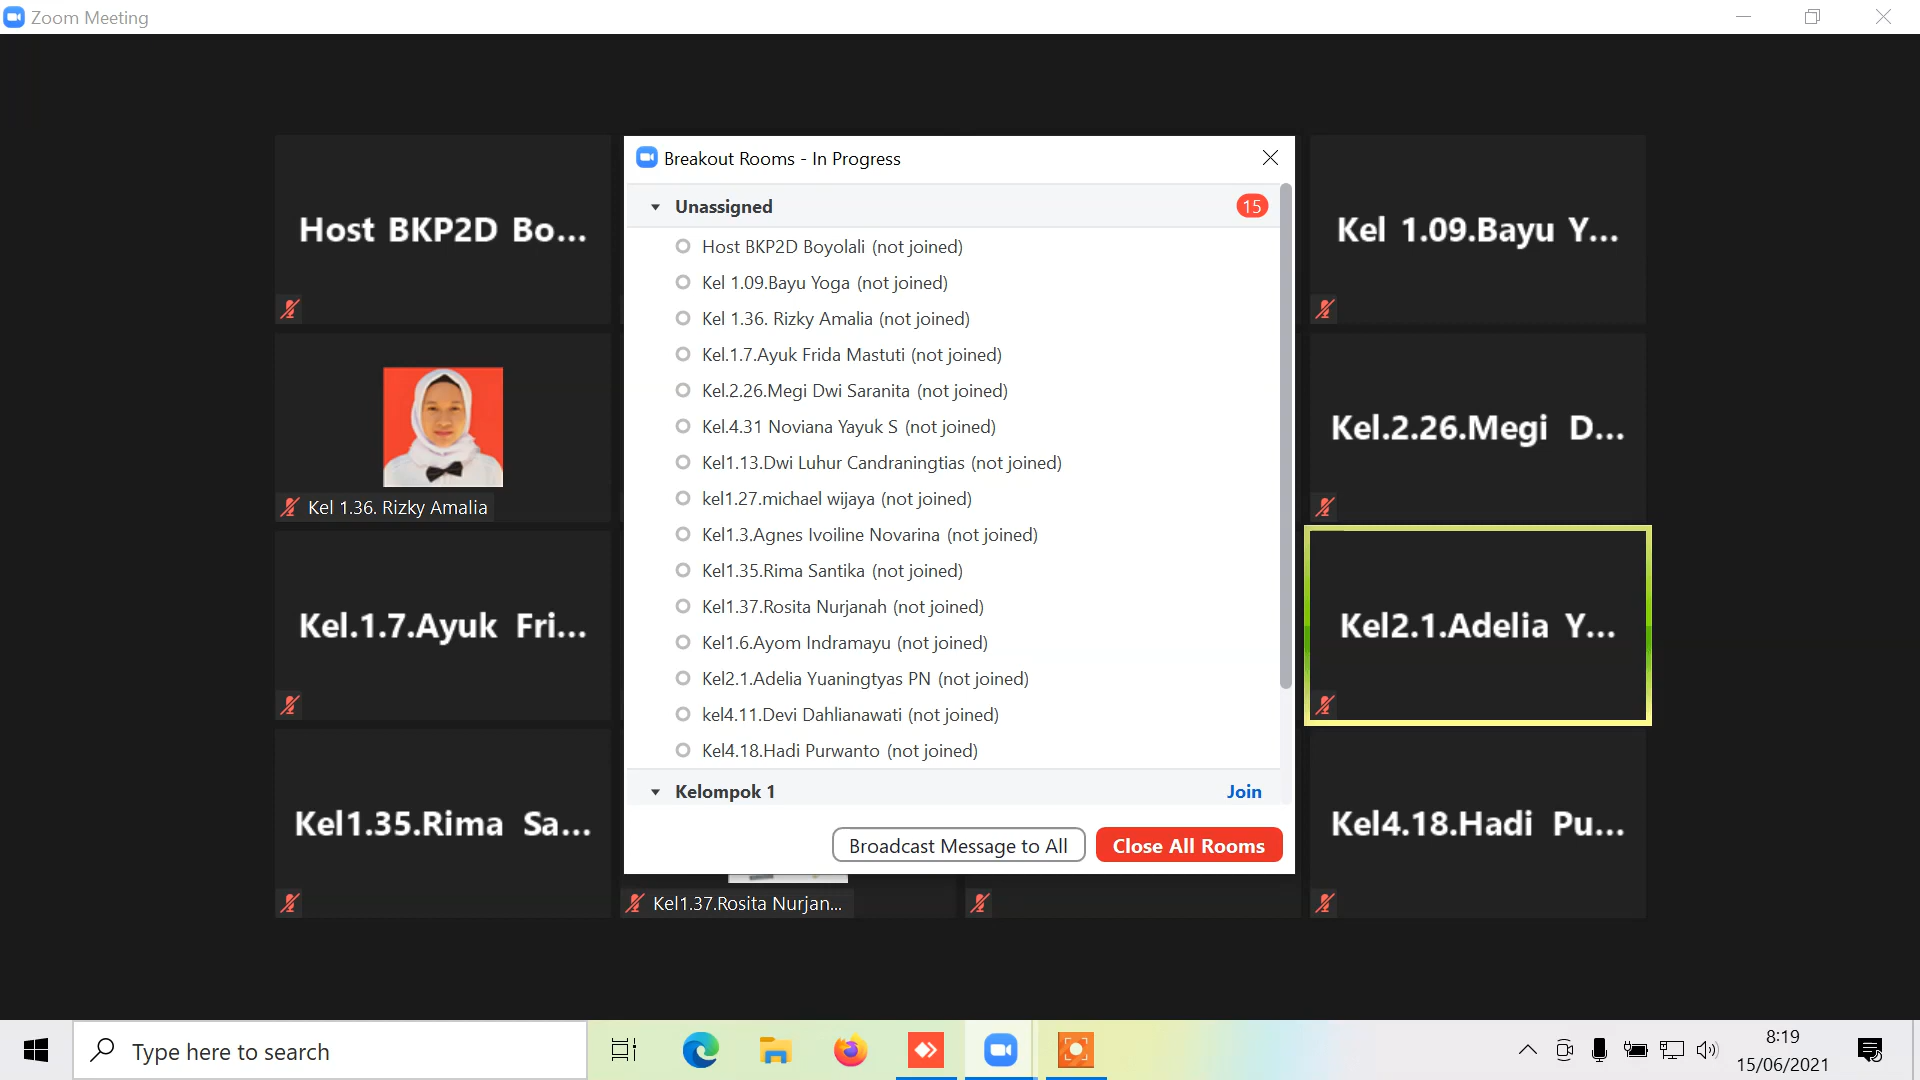 Zoom Meeting
Host BKP2D Bo...
Kel 1.36. Rizky Amalia
Kel.1.7.Ayuk Fri...
Kel1.35.Rima Sa...
Breakout Rooms - In Progress
Unassigned 15
Host BKP2D Boyolali (not joined)
Kel 1.09.Bayu Yoga (not joined)
Kel 1.36. Rizky Amalia (not joined)
Kel.1.7.Ayuk Frida Mastuti (not joined)
Kel.2.26.Megi Dwi Saranita (not joined)
Kel.4.31 Noviana Yayuk S (not joined)
Kel1.13.Dwi Luhur Candraningtias (not joined)
kel1.27.michael wijaya (not joined)
Kel1.3.Agnes Ivoiline Novarina (not joined)
Kel1.35.Rima Santika (not joined)
Kel1.37.Rosita Nurjanah (not joined)
Kel1.6.Ayom Indramayu (not joined)
Kel2.1.Adelia Yuaningtyas PN (not joined)
kel4.11.Devi Dahlianawati (not joined)
Kel4.18.Hadi Purwanto (not joined)
Kelompok 1 Join
Broadcast Message to All Close All Rooms
Kel1.37.Rosita Nurjan...
Kel 1.09.Bayu Y...
Kel.2.26.Megi D...
Kel2.1.Adelia Y...
Kel4.18.Hadi Pu...
Type here to search
8:19
15/06/2021